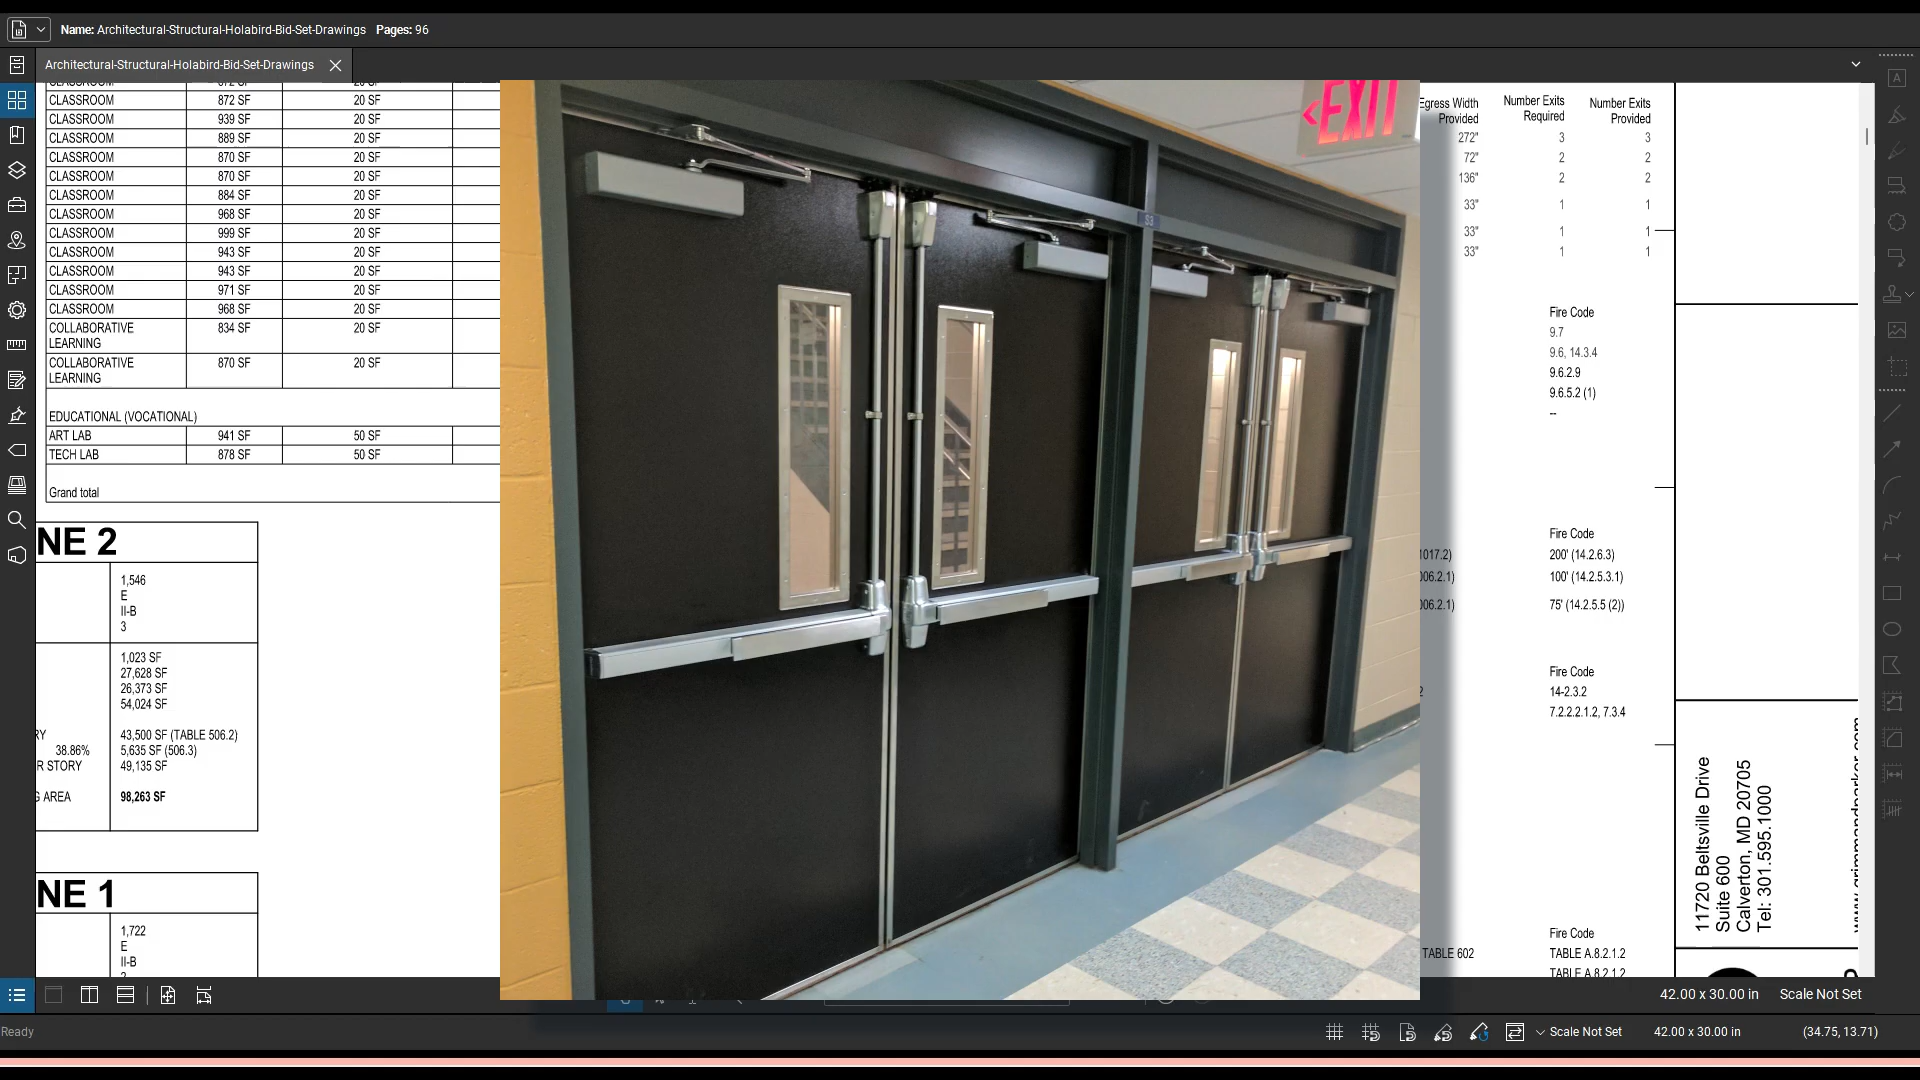 Name: Architectural-Structural-Holabird-Bid-Set-Drawings Pages: 96
Architectural-Structural-Holabird-Bid-Set-Drawings
CLASSROOM 872 SF 20 SF
CLASSROOM 939 SF 20 SF
CLASSROOM 889 SF 20 SF
CLASSROOM 870 SF 20 SF
CLASSROOM 870 SF 20 SF
CLASSROOM 884 SF 20 SF
CLASSROOM 968 SF 20 SF
CLASSROOM 999 SF 20 SF
CLASSROOM 943 SF 20 SF
CLASSROOM 943 SF 20 SF
CLASSROOM 971 SF 20 SF
CLASSROOM 968 SF 20 SF
COLLABORATIVE 834 SF 20 SF
LEARNING
COLLABORATIVE 870 SF 20 SF
LEARNING
EDUCATIONAL (VOCATIONAL)
ART LAB 941 SF 50 SF
TECH LAB 878 SF 50 SF
Grand total
NE 2
1,546
E
II-B
3
1,023 SF
27,628 SF
26,373 SF
54,024 SF
RY 43,500 SF (TABLE 506.2)
38.86% 5,635 SF (506.3)
R STORY 49,135 SF
G AREA 98,263 SF
NE 1
1,722
E
II-B
2
EXIT
S3
Egress Width Number Exits Number Exits
Provided Required Provided
272" 3 3
72" 2 2
136" 2 2
33" 1 1
33" 1 1
33" 1 1
Fire Code
9.7
9.6, 14.3.4
9.6.2.9
9.6.5.2 (1)
--
Fire Code
1017.2) 200' (14.2.6.3)
006.2.1) 100' (14.2.5.3.1)
006.2.1) 75' (14.2.5.5 (2))
Fire Code
2 14-2.3.2
7.2.2.2.1.2, 7.3.4
Fire Code
TABLE 602 TABLE A.8.2.1.2
TABLE A.8.2.1.2
11720 Beltsville Drive
Suite 600
Calverton, MD 20705
Tel: 301.595.1000
www.grimmandparker.com
42.00 x 30.00 in Scale Not Set
Ready
Scale Not Set 42.00 x 30.00 in (34.75, 13.71)